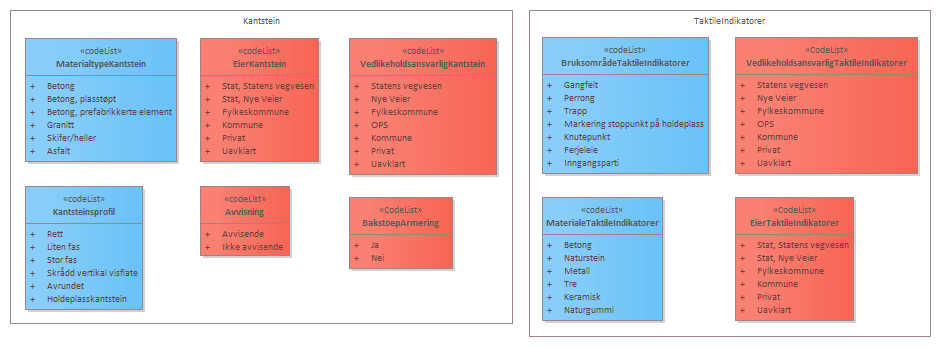 Kantstein
«codeList»
MaterialtypeKantstein
+ Betong
+ Betong, plasstøpt
+ Betong, prefabrikkerte element
+ Granitt
+ Skifer/heller
+ Asfalt
«codeList»
EierKantstein
+ Stat, Statens vegvesen
+ Stat, Nye Veier
+ Fylkeskommune
+ Kommune
+ Privat
+ Uavklart
«codeList»
VedlikeholdsansvarligKantstein
+ Statens vegvesen
+ Nye Veier
+ Fylkeskommune
+ OPS
+ Kommune
+ Privat
+ Uavklart
«codeList»
Kantsteinsprofil
+ Rett
+ Liten fas
+ Stor fas
+ Skrådd vertikal visflate
+ Avrundet
+ Holdeplasskantstein
«codeList»
Avvisning
+ Avvisende
+ Ikke avvisende
«CodeList»
BakstoepArmering
+ Ja
+ Nei
TaktileIndikatorer
«codeList»
BruksområdeTaktileIndikatorer
+ Gangfelt
+ Perrong
+ Trapp
+ Markering stoppunkt på holdeplass
+ Knutepunkt
+ Ferjeleie
+ Inngangsparti
«codeList»
VedlikeholdsansvarligTaktileIndikatorer
+ Statens vegvesen
+ Nye Veier
+ Fylkeskommune
+ OPS
+ Kommune
+ Privat
+ Uavklart
«codeList»
MaterialeTaktileIndikatorer
+ Betong
+ Naturstein
+ Metall
+ Tre
+ Keramisk
+ Naturgummi
«CodeList»
EierTaktileIndikatorer
+ Stat, Statens vegvesen
+ Stat, Nye Veier
+ Fylkeskommune
+ Kommune
+ Privat
+ Uavklart